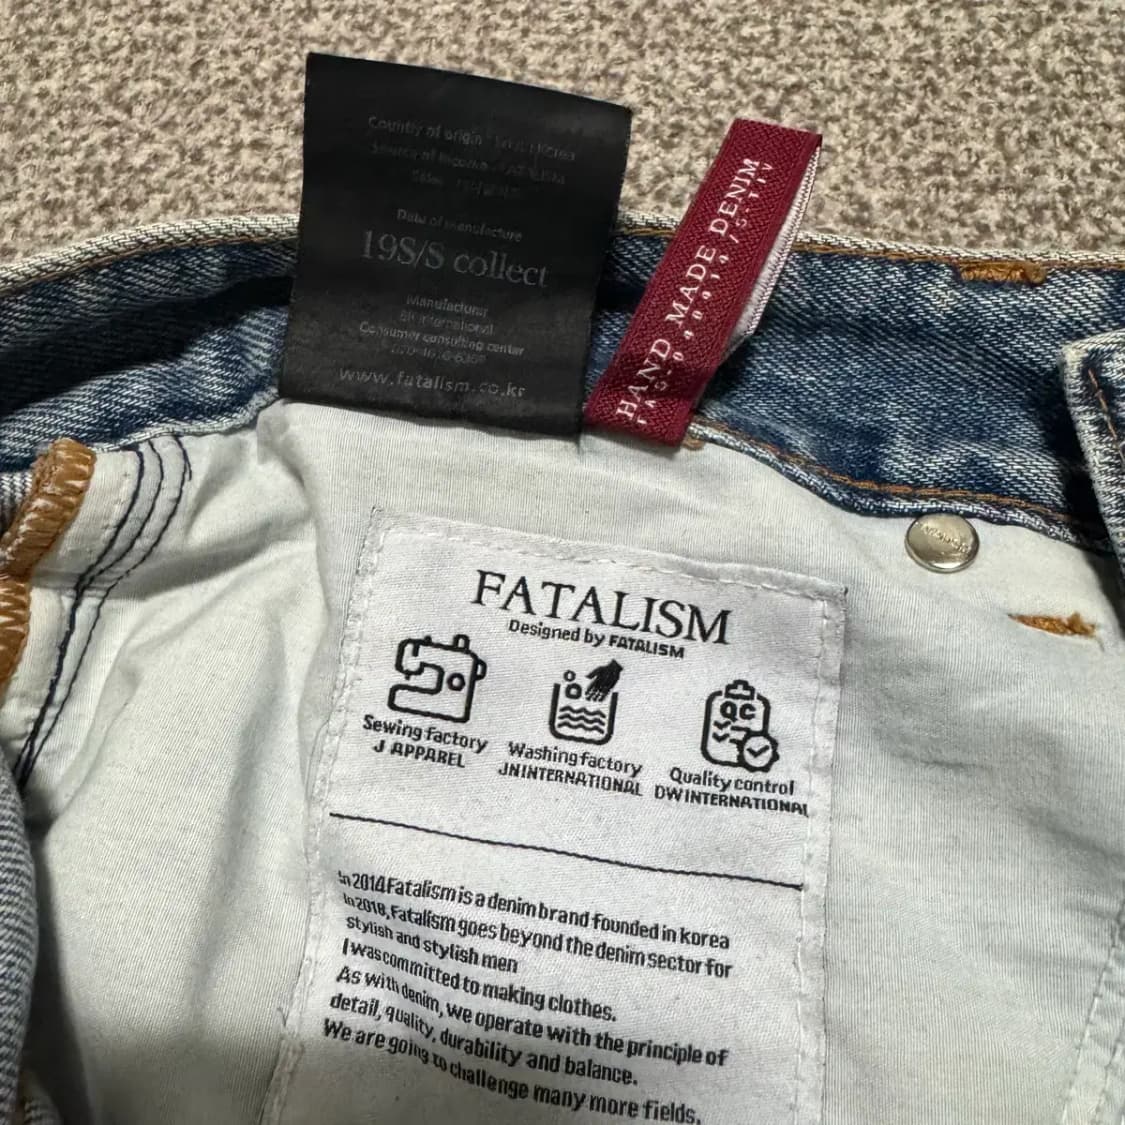 Country of origin Korea
Date of manufacture
19S/S collect
Manufacturer
Consumer consulting center
www.fatalism.co.kr
HAND MADE DENIM
FATALISM
Designed by FATALISM
Sewing factory
J APPAREL
Washing factory
JNINTERNATIONAL
QC
Quality control
DWINTERNATIONAL
In 2014 Fatalism is a denim brand founded in korea
In 2018, Fatalism goes beyond the denim sector for
stylish and stylish men
I was committed to making clothes.
As with denim, we operate with the principle of
detail, quality, durability and balance.
We are going to challenge many more fields.